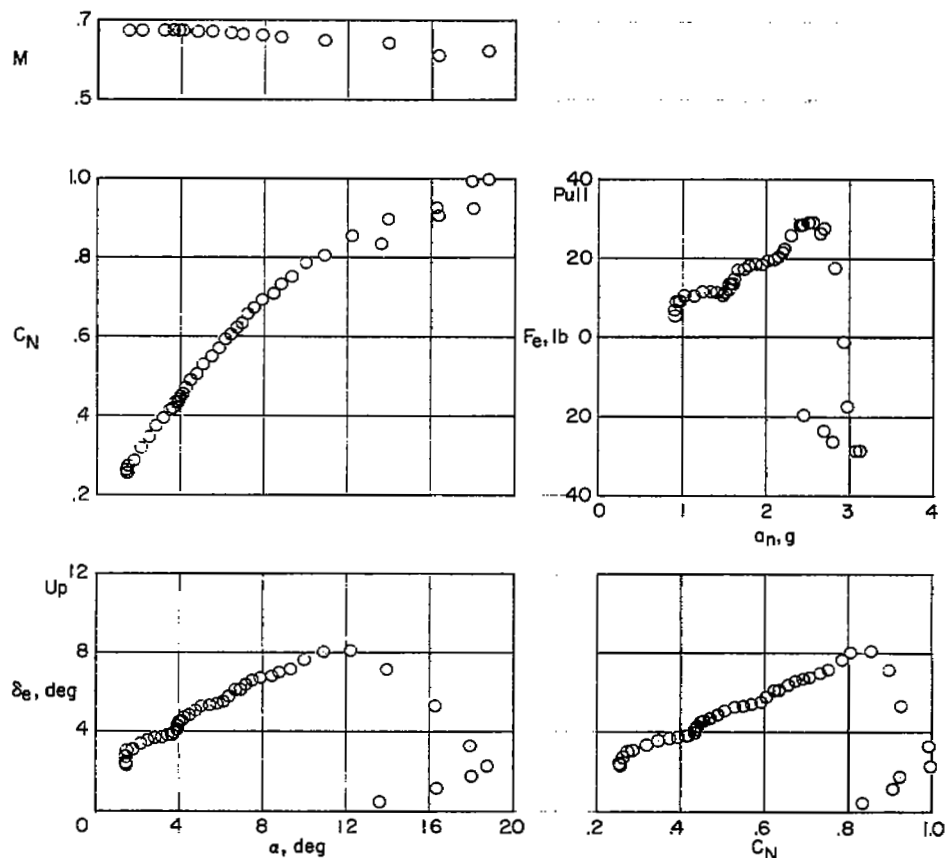 .7
M
.5
1.0
.8
C_N
.6
.4
.2
40
Pull
20
F_e, lb
0
20
40
0 1 2 3 4
a_n, g
12
Up
8
δ_e, deg
4
0
0 4 8 12 16 20
α, deg
.2 .4 .6 .8 1.0
C_N